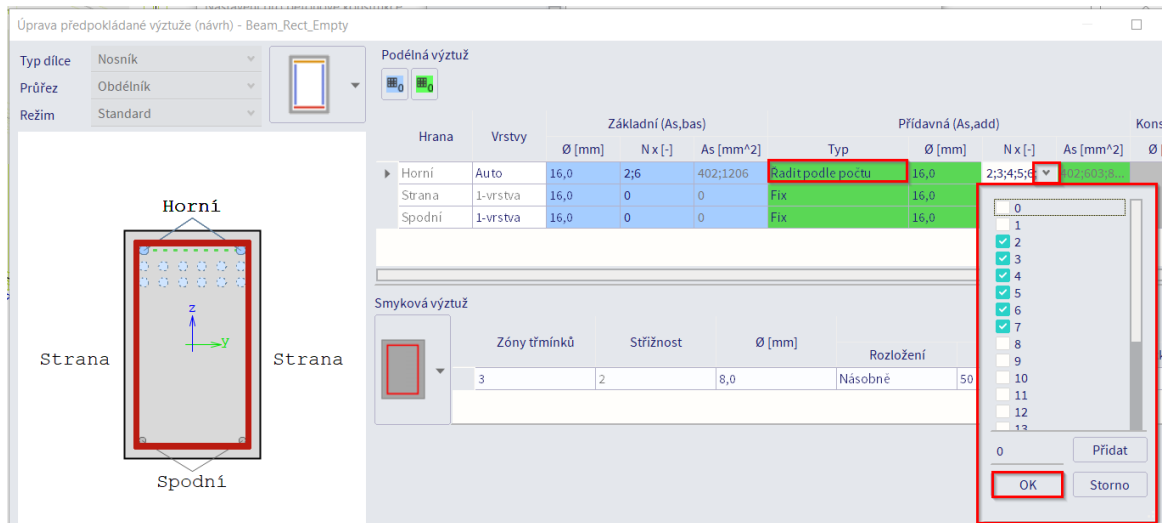 Úprava předpokládané výztuže (návrh) - Beam_Rect_Empty
Typ dílce Nosník
Průřez Obdélník
Režim Standard
Podélná výztuž
Základní (As,bas) Přídavná (As,add) Kons
Hrana Vrstvy Ø [mm] N x [-] As [mm^2] Typ Ø [mm] N x [-] As [mm^2] Ø
Horní Auto 16,0 2;6 402;1206 Řadit podle počtu 16,0 2;3;4;5;6; 402;603;8...
Strana 1-vrstva 16,0 0 0 Fix 16,0
Spodní 1-vrstva 16,0 0 0 Fix 16,0
0
1
2
3
4
5
6
7
8
9
10
11
12
13
0 Přidat
OK Storno
Horní
z
y
Strana Strana
Spodní
Smyková výztuž
Zóny třmínků Střižnost Ø [mm] Rozložení
3 2 8,0 Násobné 50